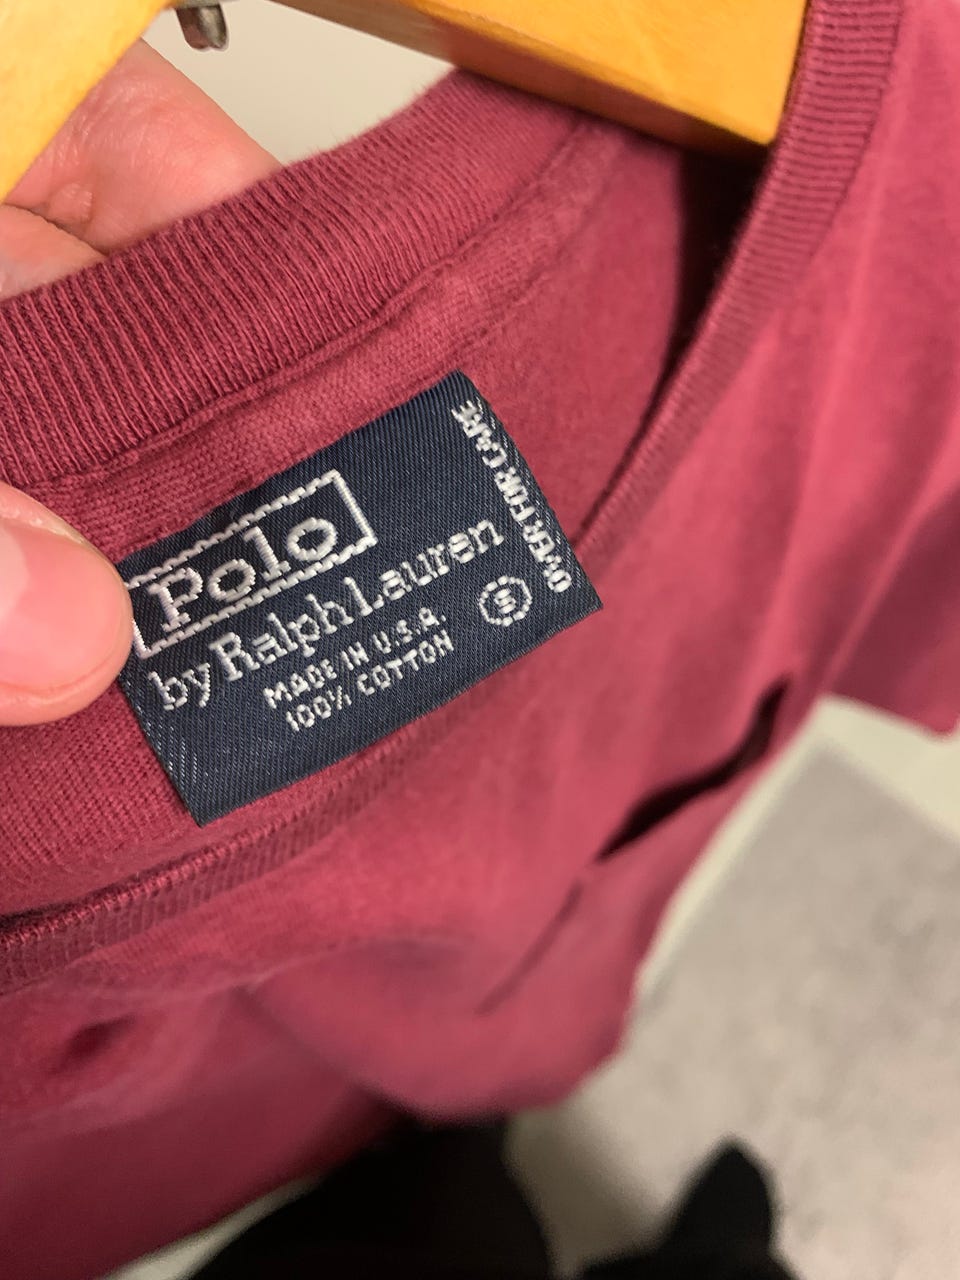 Polo
by Ralph Lauren
MADE IN U.S.A.
100% COTTON
S
OVER FOR CARE